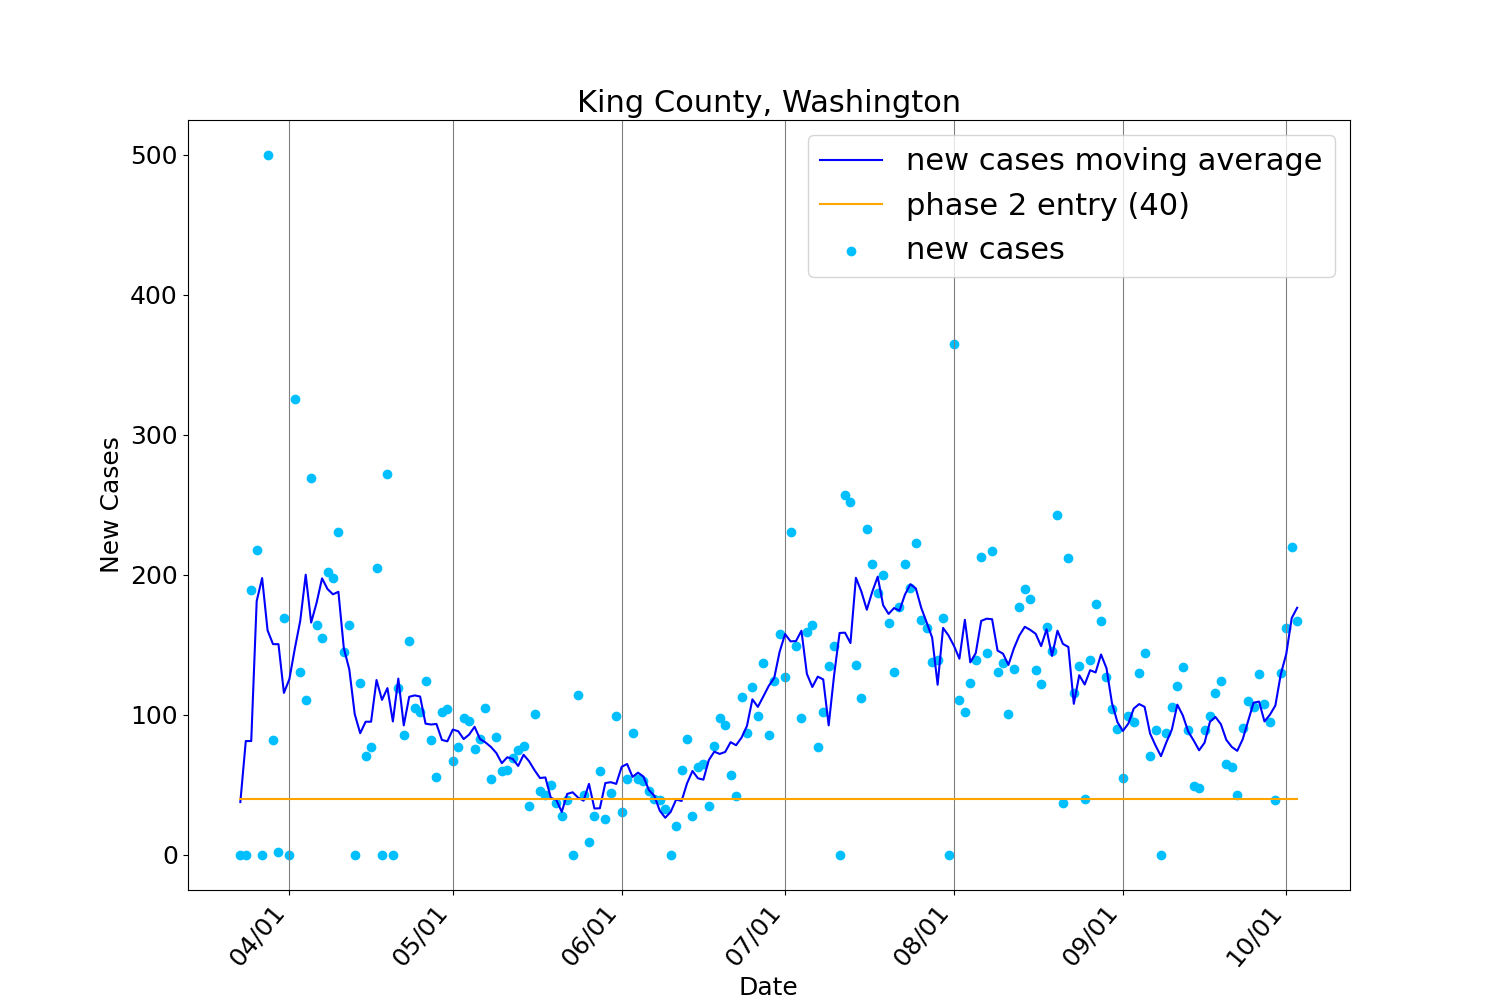 King County, Washington
new cases moving average
phase 2 entry (40)
new cases
500
400
300
200
100
0
New Cases
04/01
05/01
06/01
07/01
08/01
09/01
10/01
Date